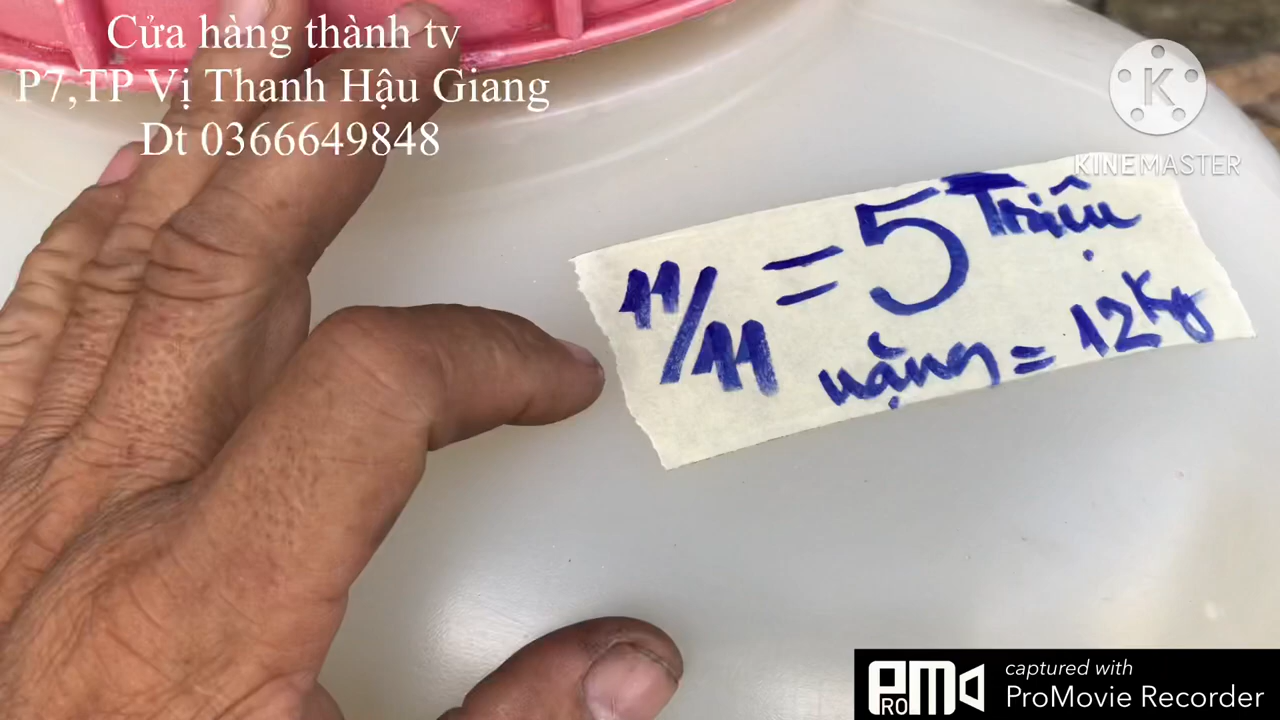 Cửa hàng thành tv
P7,TP Vị Thanh Hậu Giang
Dt 0366649848
K
KINEMASTER
11/11 = 5 Triệu
nặng = 12kg
PRO M
captured with
ProMovie Recorder